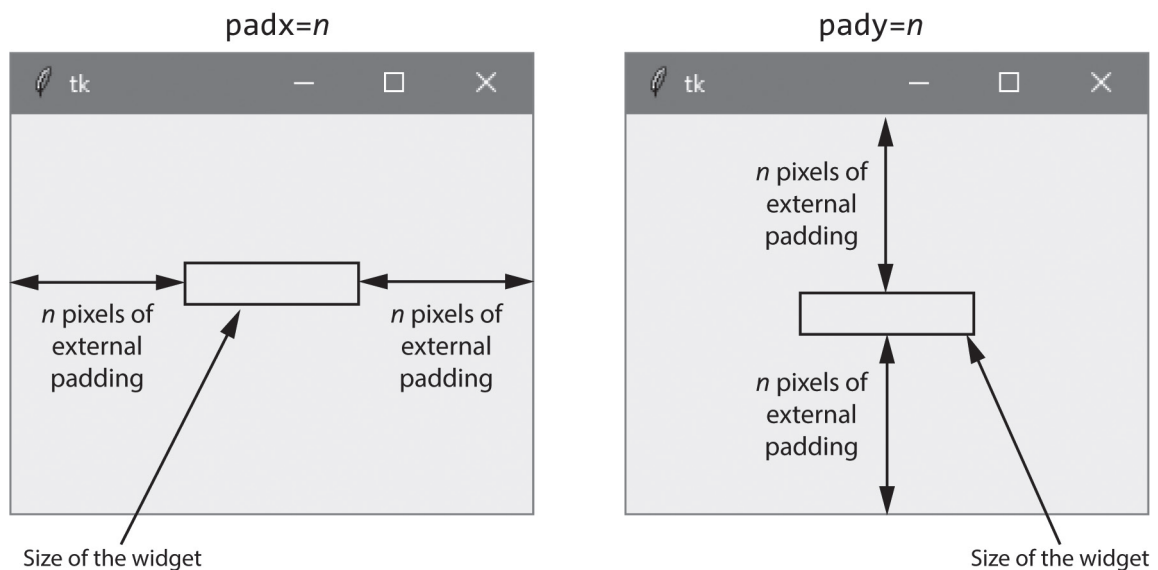 padx=n
tk
n pixels of
external
padding
n pixels of
external
padding
Size of the widget
pady=n
tk
n pixels of
external
padding
n pixels of
external
padding
Size of the widget